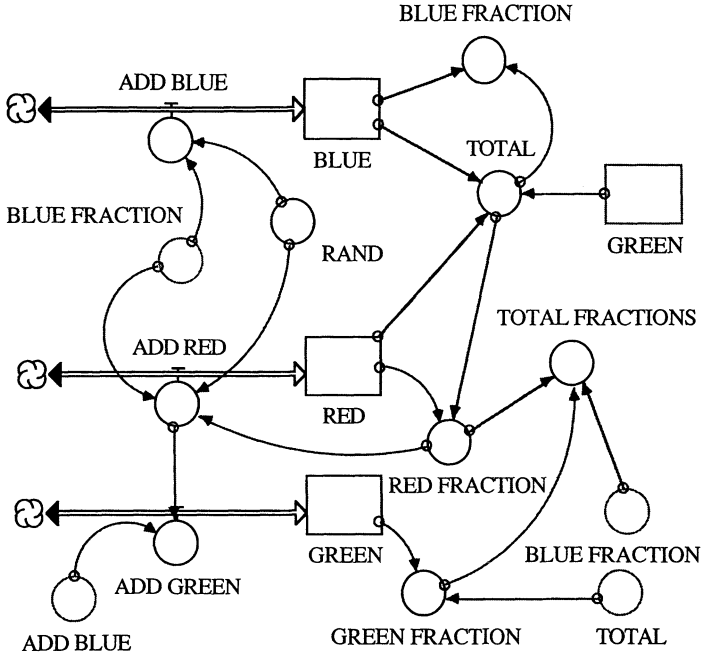 BLUE FRACTION
ADD BLUE
BLUE
TOTAL
BLUE FRACTION
RAND
GREEN
TOTAL FRACTIONS
ADD RED
RED
RED FRACTION
GREEN
BLUE FRACTION
ADD GREEN
ADD BLUE
GREEN FRACTION
TOTAL